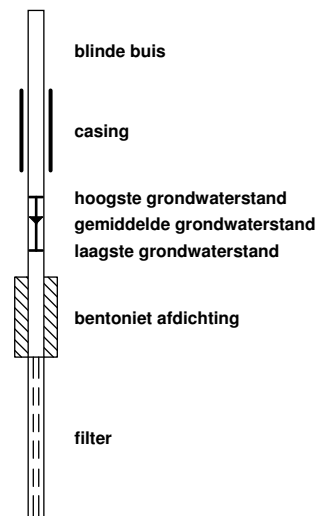 blinde buis
casing
hoogste grondwaterstand
gemiddelde grondwaterstand
laagste grondwaterstand
bentoniet afdichting
filter